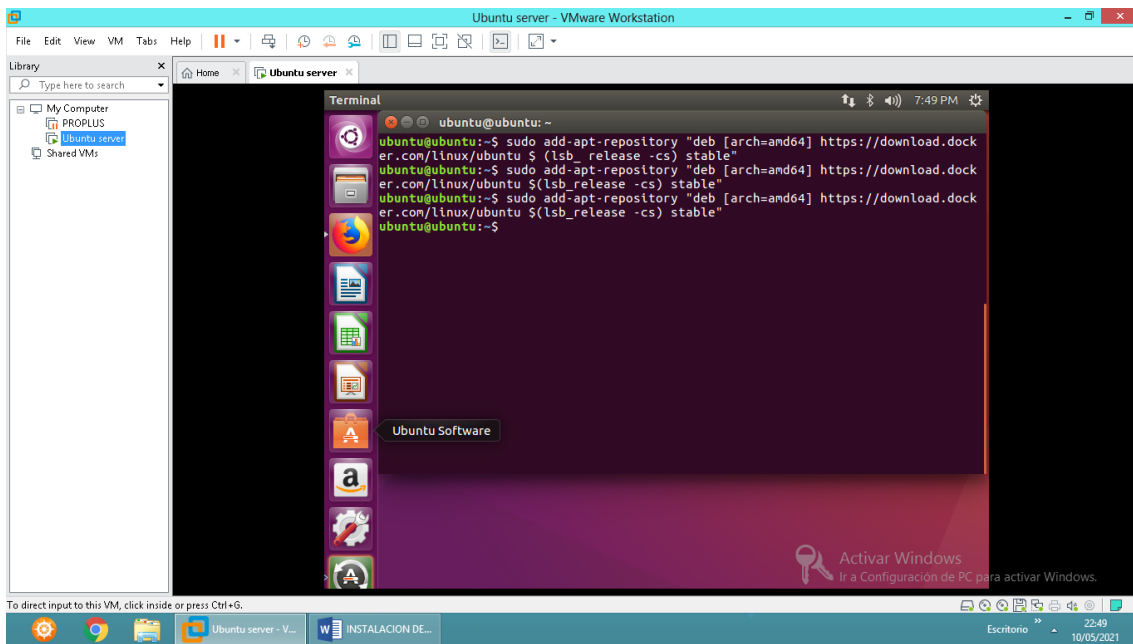 Ubuntu server - VMware Workstation
File Edit View VM Tabs Help
Library
Type here to search
My Computer
PROPLUS
Ubuntu server
Shared VMs
Home
Ubuntu server
Terminal
7:49 PM
ubuntu@ubuntu: ~
ubuntu@ubuntu:~$ sudo add-apt-repository "deb [arch=amd64] https://download.dock
er.com/linux/ubuntu $ (lsb_ release -cs) stable"
ubuntu@ubuntu:~$ sudo add-apt-repository "deb [arch=amd64] https://download.dock
er.com/linux/ubuntu $(lsb_release -cs) stable"
ubuntu@ubuntu:~$ sudo add-apt-repository "deb [arch=amd64] https://download.dock
er.com/linux/ubuntu $(lsb_release -cs) stable"
ubuntu@ubuntu:~$
Ubuntu Software
a
Activar Windows
Ir a Configuración de PC para activar Windows.
To direct input to this VM, click inside or press Ctrl+G.
Ubuntu server - V...
INSTALACION DE...
Escritorio
22:49
10/05/2021